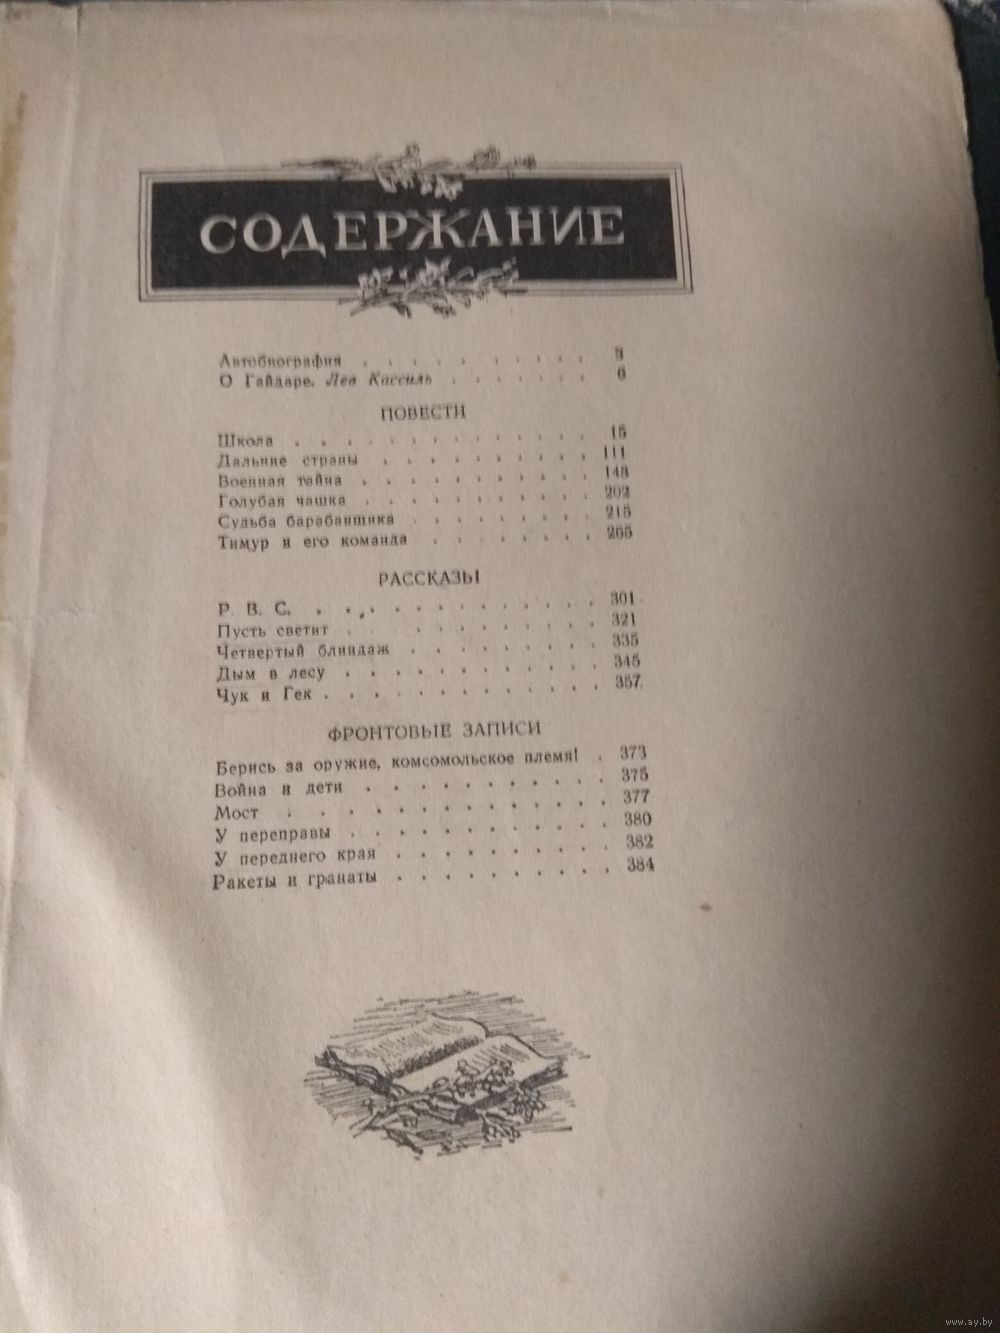 СОДЕРЖАНИЕ
Автобиография . . . . . . . . . 3
О Гайдаре. Лев Кассиль . . . . . . 6
ПОВЕСТИ
Школа . . . . . . . . . . . . 15
Дальние страны . . . . . . . . . 111
Военная тайна . . . . . . . . . . 148
Голубая чашка . . . . . . . . . . 202
Судьба барабанщика . . . . . . . . 215
Тимур и его команда . . . . . . . 265
РАССКАЗЫ
Р. В. С. . . . . . . . . . . . . 301
Пусть светит . . . . . . . . . . 321
Четвертый блиндаж . . . . . . . . 335
Дым в лесу . . . . . . . . . . . 345
Чук и Гек . . . . . . . . . . . . 357
ФРОНТОВЫЕ ЗАПИСИ
Берись за оружие, комсомольское племя! . 373
Война и дети . . . . . . . . . . 375
Мост . . . . . . . . . . . . . 377
У переправы . . . . . . . . . . . 380
У переднего края . . . . . . . . . 382
Ракеты и гранаты . . . . . . . . . 384
www.ay.by